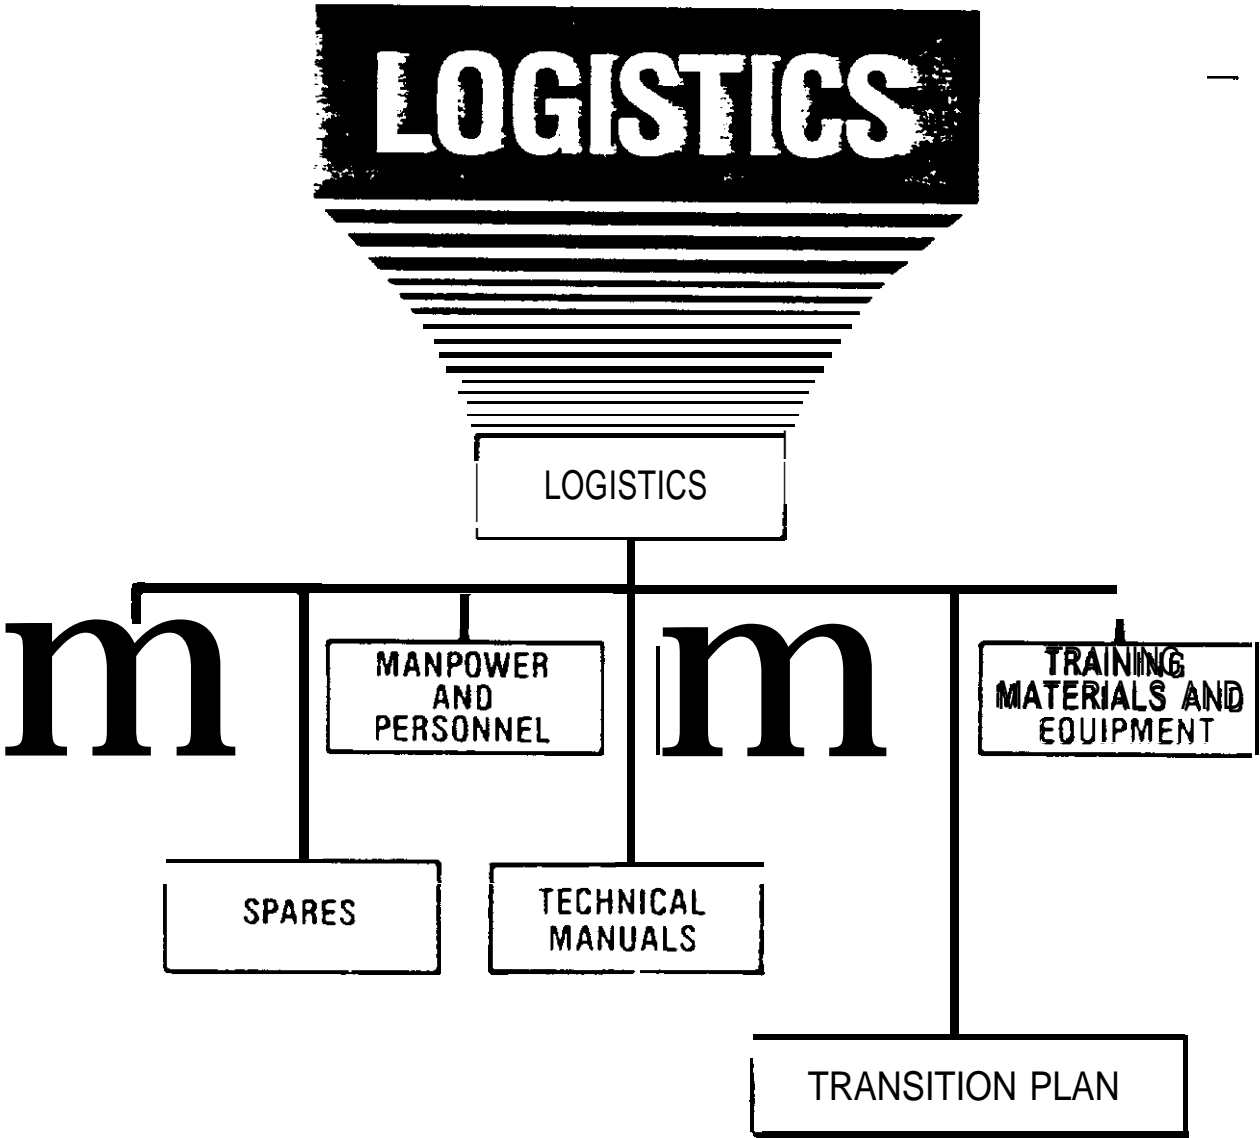 LOGISTICS
LOGISTICS
m
MANPOWER
AND
PERSONNEL
m
TRAINING
MATERIALS AND
EQUIPMENT
SPARES
TECHNICAL
MANUALS
TRANSITION PLAN